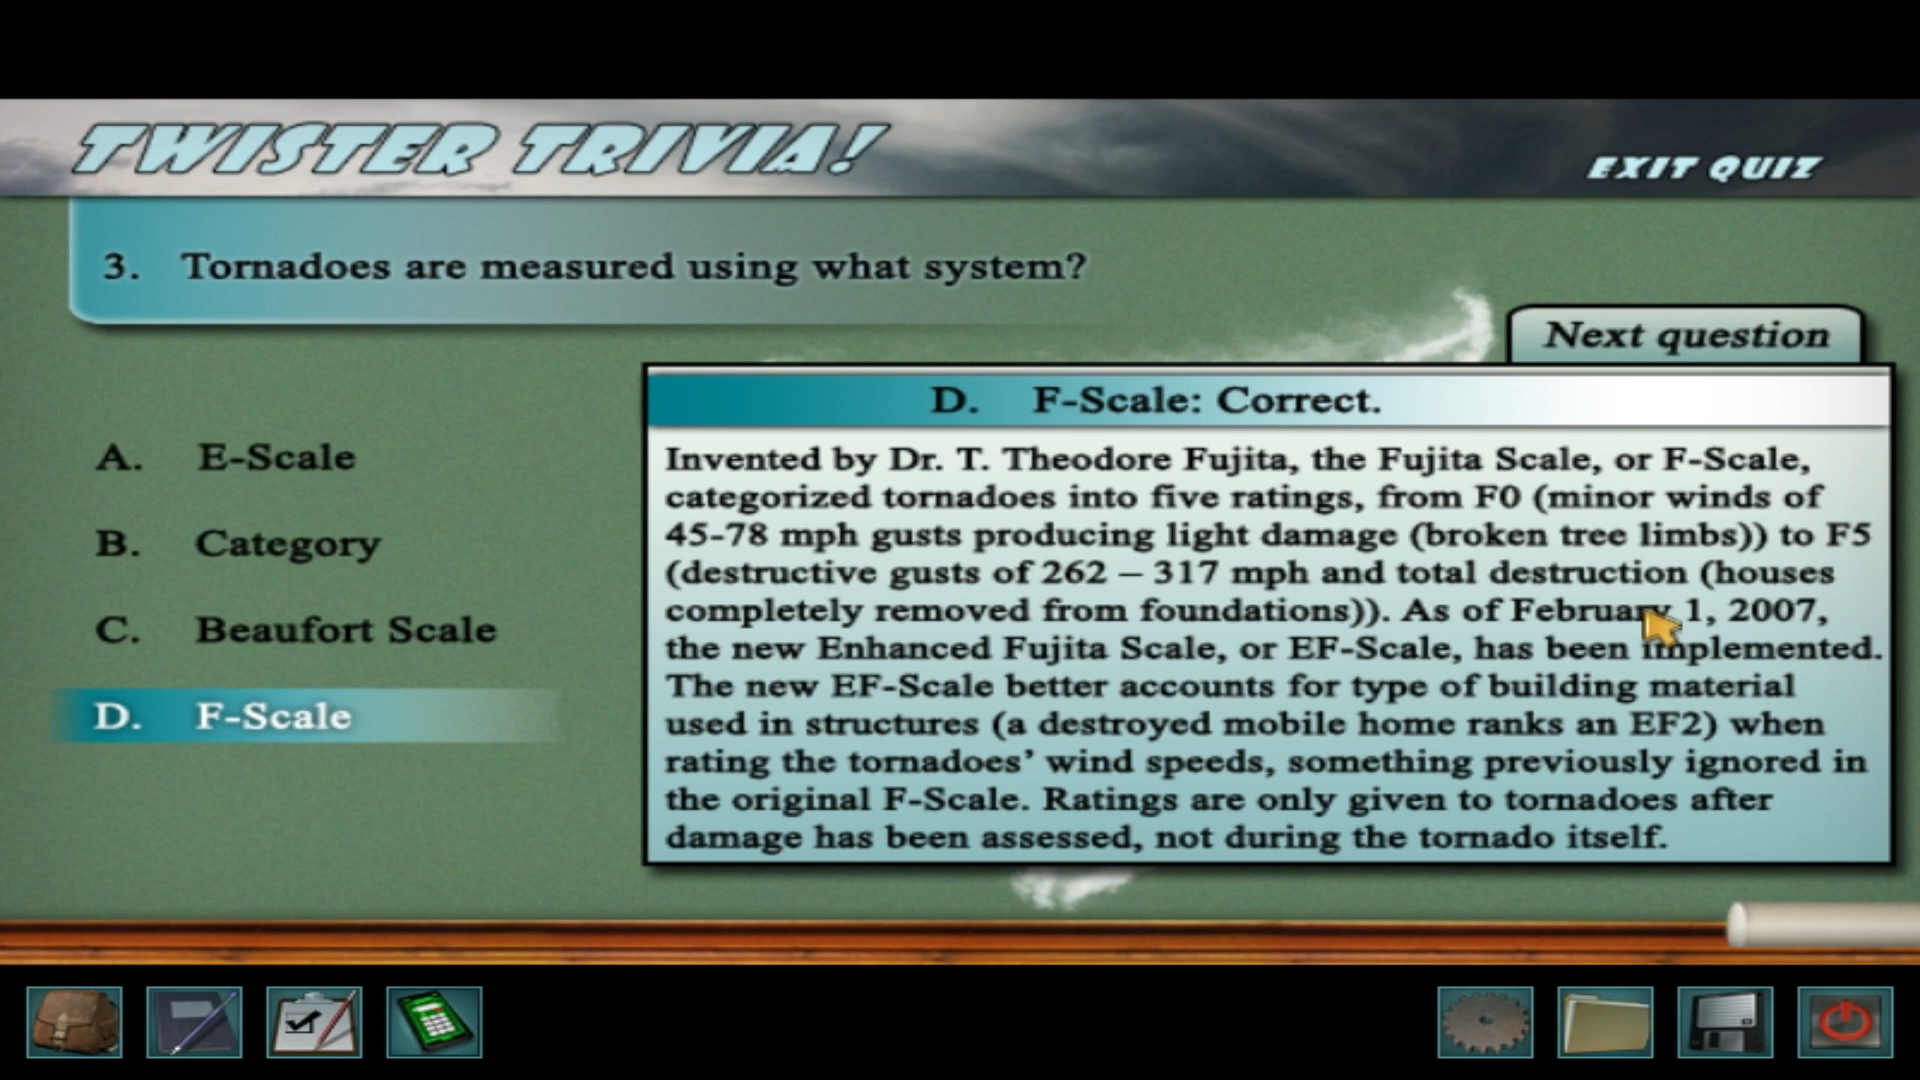 TWISTER TRIVIA!
EXIT QUIZ
3. Tornadoes are measured using what system?
Next question
A. E-Scale
B. Category
C. Beaufort Scale
D. F-Scale
D. F-Scale: Correct.
Invented by Dr. T. Theodore Fujita, the Fujita Scale, or F-Scale,
categorized tornadoes into five ratings, from F0 (minor winds of
45-78 mph gusts producing light damage (broken tree limbs)) to F5
(destructive gusts of 262 – 317 mph and total destruction (houses
completely removed from foundations)). As of February 1, 2007,
the new Enhanced Fujita Scale, or EF-Scale, has been implemented.
The new EF-Scale better accounts for type of building material
used in structures (a destroyed mobile home ranks an EF2) when
rating the tornadoes’ wind speeds, something previously ignored in
the original F-Scale. Ratings are only given to tornadoes after
damage has been assessed, not during the tornado itself.